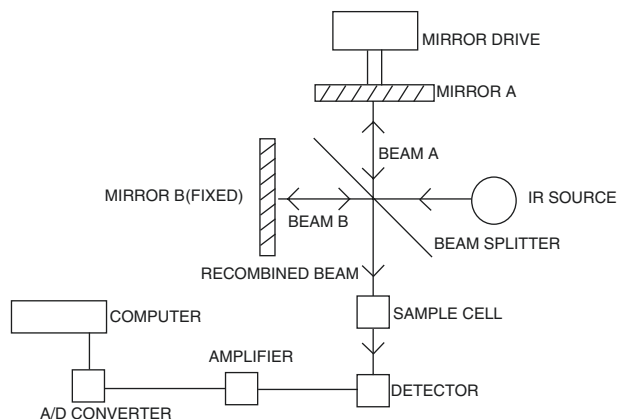 MIRROR DRIVE
MIRROR A
BEAM A
MIRROR B(FIXED)
BEAM B
IR SOURCE
BEAM SPLITTER
RECOMBINED BEAM
SAMPLE CELL
COMPUTER
AMPLIFIER
DETECTOR
A/D CONVERTER